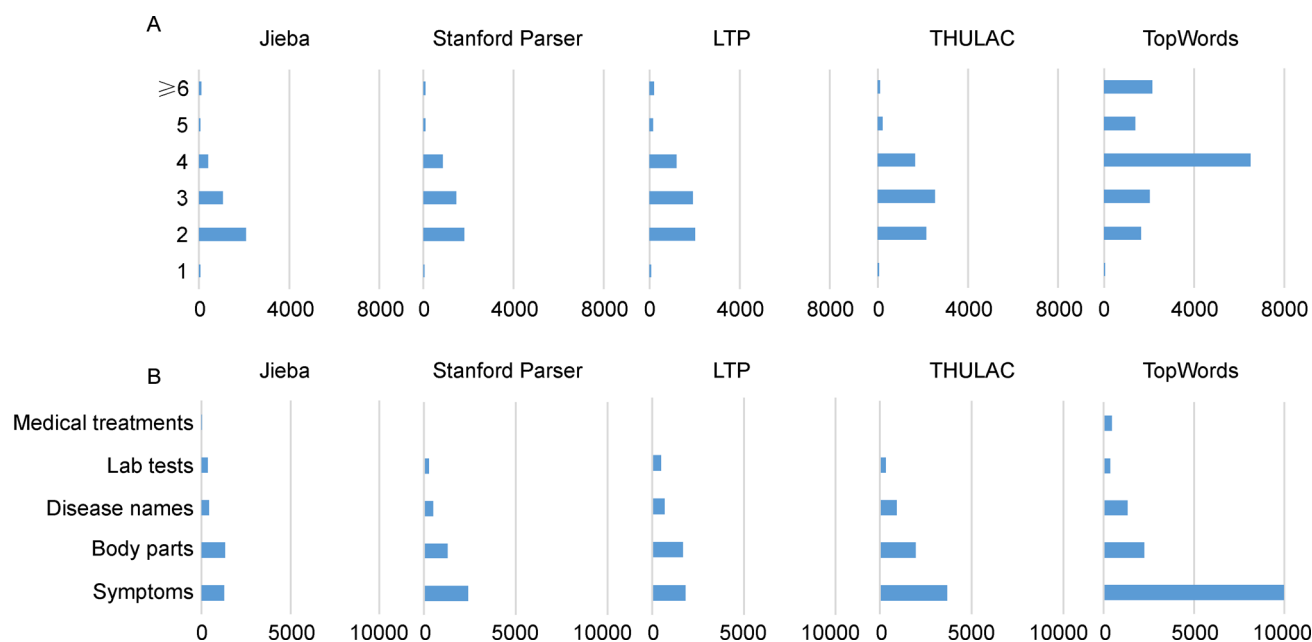 A
Jieba Stanford Parser LTP THULAC TopWords
⩾6
5
4
3
2
1
0 4000 8000 0 4000 8000 0 4000 8000 0 4000 8000 0 4000 8000
B
Jieba Stanford Parser LTP THULAC TopWords
Medical treatments
Lab tests
Disease names
Body parts
Symptoms
0 5000 10000 0 5000 10000 0 5000 10000 0 5000 10000 0 5000 10000